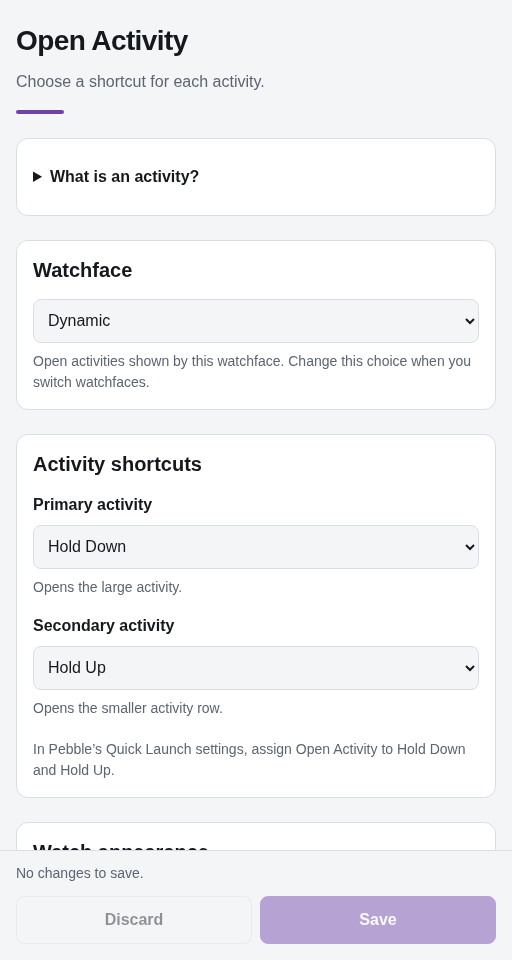 Open Activity
Choose a shortcut for each activity.
What is an activity?
Watchface
Dynamic
Open activities shown by this watchface. Change this choice when you
switch watchfaces.
Activity shortcuts
Primary activity
Hold Down
Opens the large activity.
Secondary activity
Hold Up
Opens the smaller activity row.
In Pebble’s Quick Launch settings, assign Open Activity to Hold Down
and Hold Up.
Watch appearance
No changes to save.
Discard
Save